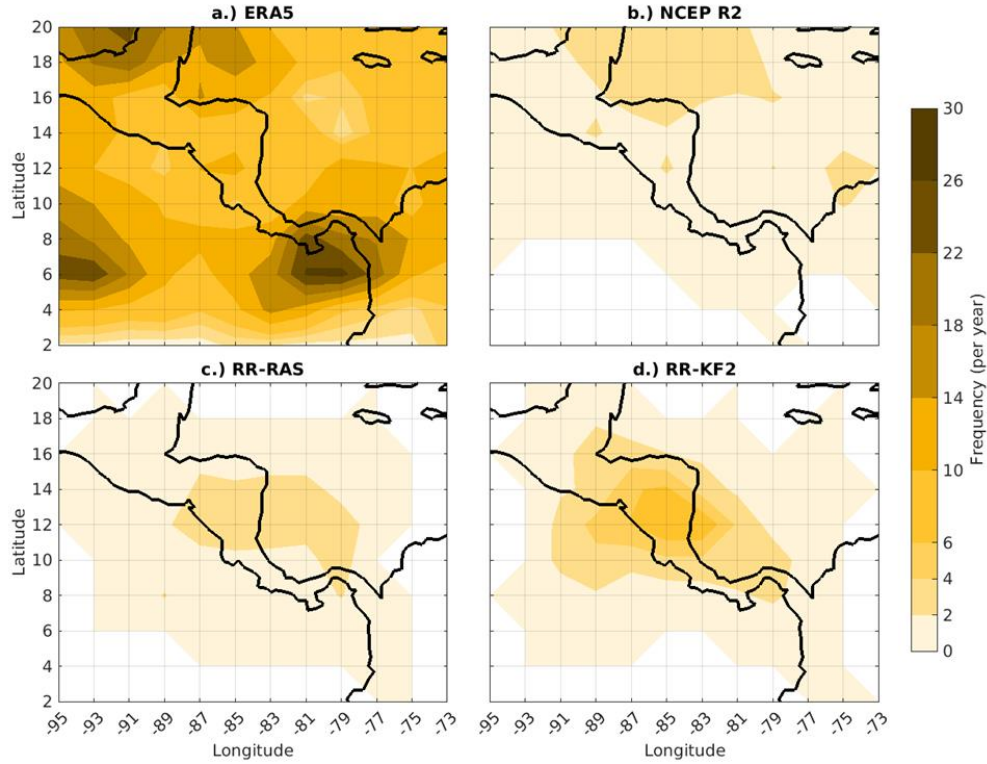 a.) ERA5
b.) NCEP R2
20
18
16
14
12
10
8
6
4
2
Latitude
c.) RR-RAS
d.) RR-KF2
20
18
16
14
12
10
8
6
4
2
Latitude
-95 -93 -91 -89 -87 -85 -83 -81 -79 -77 -75 -73
Longitude
-95 -93 -91 -89 -87 -85 -83 -81 -79 -77 -75 -73
Longitude
30
26
22
18
14
10
6
4
2
0
Frequency (per year)